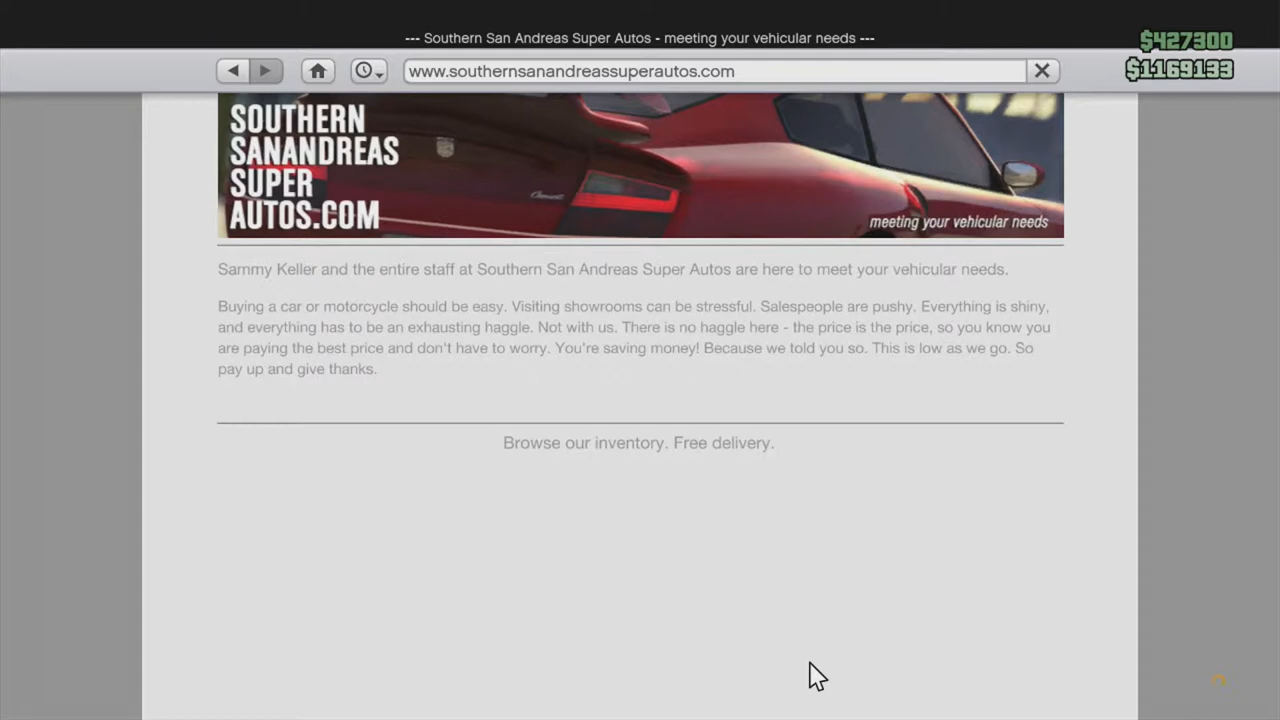 --- Southern San Andreas Super Autos - meeting your vehicular needs ---
$427300
www.southernsanandreassuperautos.com
$1169133
SOUTHERN
SANANDREAS
SUPER
AUTOS.COM
meeting your vehicular needs
Sammy Keller and the entire staff at Southern San Andreas Super Autos are here to meet your vehicular needs.
Buying a car or motorcycle should be easy. Visiting showrooms can be stressful. Salespeople are pushy. Everything is shiny,
and everything has to be an exhausting haggle. Not with us. There is no haggle here - the price is the price, so you know you
are paying the best price and don't have to worry. You're saving money! Because we told you so. This is low as we go. So
pay up and give thanks.
Browse our inventory. Free delivery.